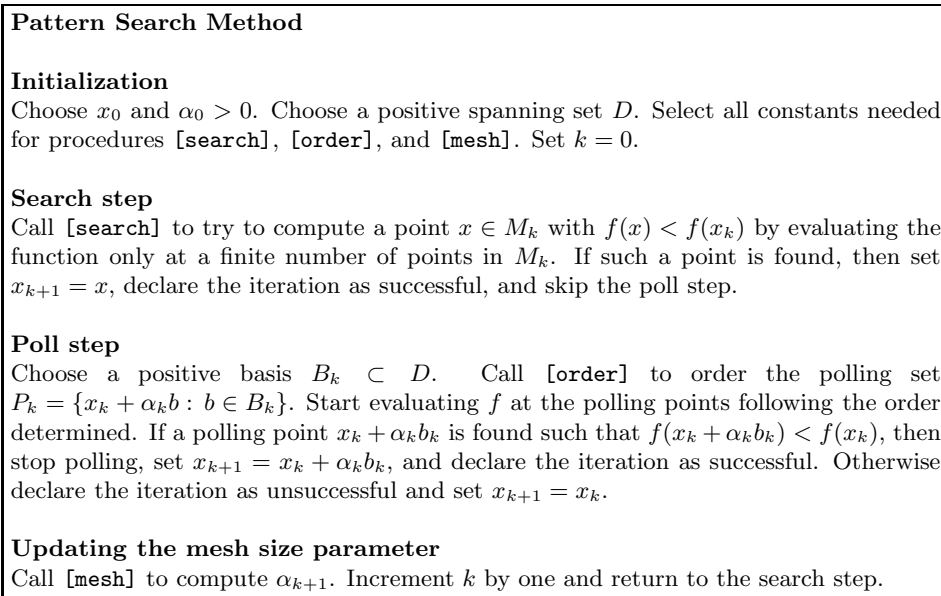 Pattern Search Method
Initialization
Choose x₀ and α₀ > 0. Choose a positive spanning set D. Select all constants needed
for procedures [search], [order], and [mesh]. Set k = 0.
Search step
Call [search] to try to compute a point x ∈ Mₖ with f(x) < f(xₖ) by evaluating the
function only at a finite number of points in Mₖ. If such a point is found, then set
xₖ₊₁ = x, declare the iteration as successful, and skip the poll step.
Poll step
Choose a positive basis Bₖ ⊂ D. Call [order] to order the polling set
Pₖ = {xₖ + αₖb : b ∈ Bₖ}. Start evaluating f at the polling points following the order
determined. If a polling point xₖ + αₖbₖ is found such that f(xₖ + αₖbₖ) < f(xₖ), then
stop polling, set xₖ₊₁ = xₖ + αₖbₖ, and declare the iteration as successful. Otherwise
declare the iteration as unsuccessful and set xₖ₊₁ = xₖ.
Updating the mesh size parameter
Call [mesh] to compute αₖ₊₁. Increment k by one and return to the search step.